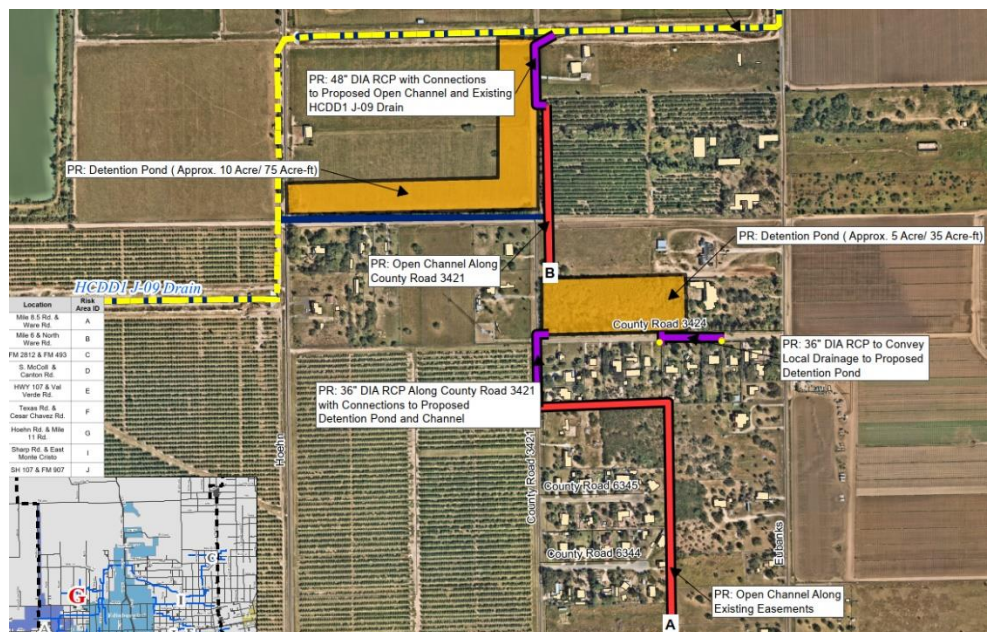 PR: 48" DIA RCP with Connections
to Proposed Open Channel and Existing
HCDD1 J-09 Drain
PR: Detention Pond ( Approx. 10 Acre/ 75 Acre-ft)
PR: Detention Pond ( Approx. 5 Acre/ 35 Acre-ft)
PR: Open Channel Along
County Road 3421
B
HCDD1 J-09 Drain
County Road 3424
PR: 36" DIA RCP to Convey
Local Drainage to Proposed
Detention Pond
PR: 36" DIA RCP Along County Road 3421
with Connections to Proposed
Detention Pond and Channel
Hoehn
County Road 3421
County Road 6345
County Road 6344
Eubanks
PR: Open Channel Along
Existing Easements
A
Location Risk Area ID
Mile 8.5 Rd. & Ware Rd. A
Mile 6 & North Ware Rd. B
FM 2812 & FM 493 C
S. McColl & Canton Rd. D
HWY 107 & Val Verde Rd. E
Texas Rd. & Cesar Chavez Rd. F
Hoehn Rd. & Mile 11 Rd. G
Sharp Rd. & East Monte Cristo I
SH 107 & FM 907 J
G
C
I
A